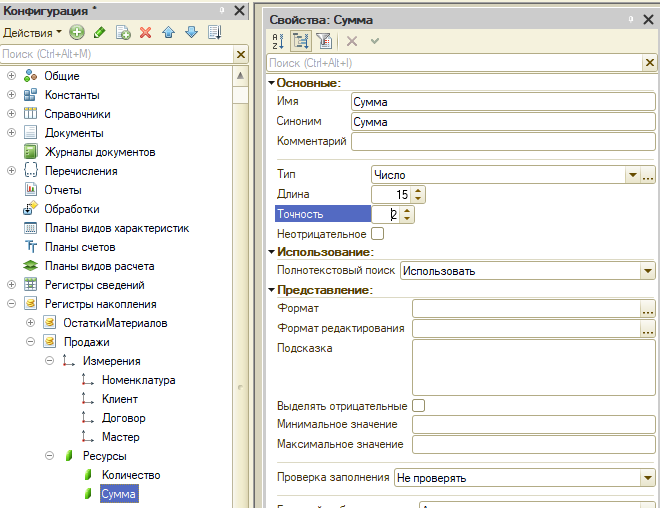 Конфигурация *
Действия
Поиск (Ctrl+Alt+M)
Общие
Константы
Справочники
Документы
Журналы документов
Перечисления
Отчеты
Обработки
Планы видов характеристик
Планы счетов
Планы видов расчета
Регистры сведений
Регистры накопления
ОстаткиМатериалов
Продажи
Измерения
Номенклатура
Клиент
Договор
Мастер
Ресурсы
Количество
Сумма
Свойства: Сумма
Поиск (Ctrl+Alt+I)
Основные:
Имя Сумма
Синоним Сумма
Комментарий
Тип Число
Длина 15
Точность 2
Неотрицательное
Использование:
Полнотекстовый поиск Использовать
Представление:
Формат
Формат редактирования
Подсказка
Выделять отрицательные
Минимальное значение
Максимальное значение
Проверка заполнения Не проверять